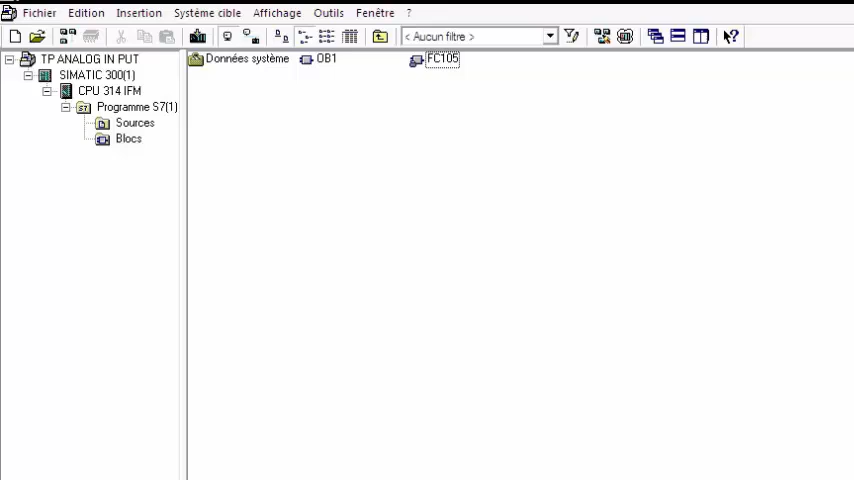 Fichier Edition Insertion Système cible Affichage Outils Fenêtre ?
< Aucun filtre >
TP ANALOG IN PUT
SIMATIC 300(1)
CPU 314 IFM
Programme S7(1)
Sources
Blocs
Données système OB1 FC105